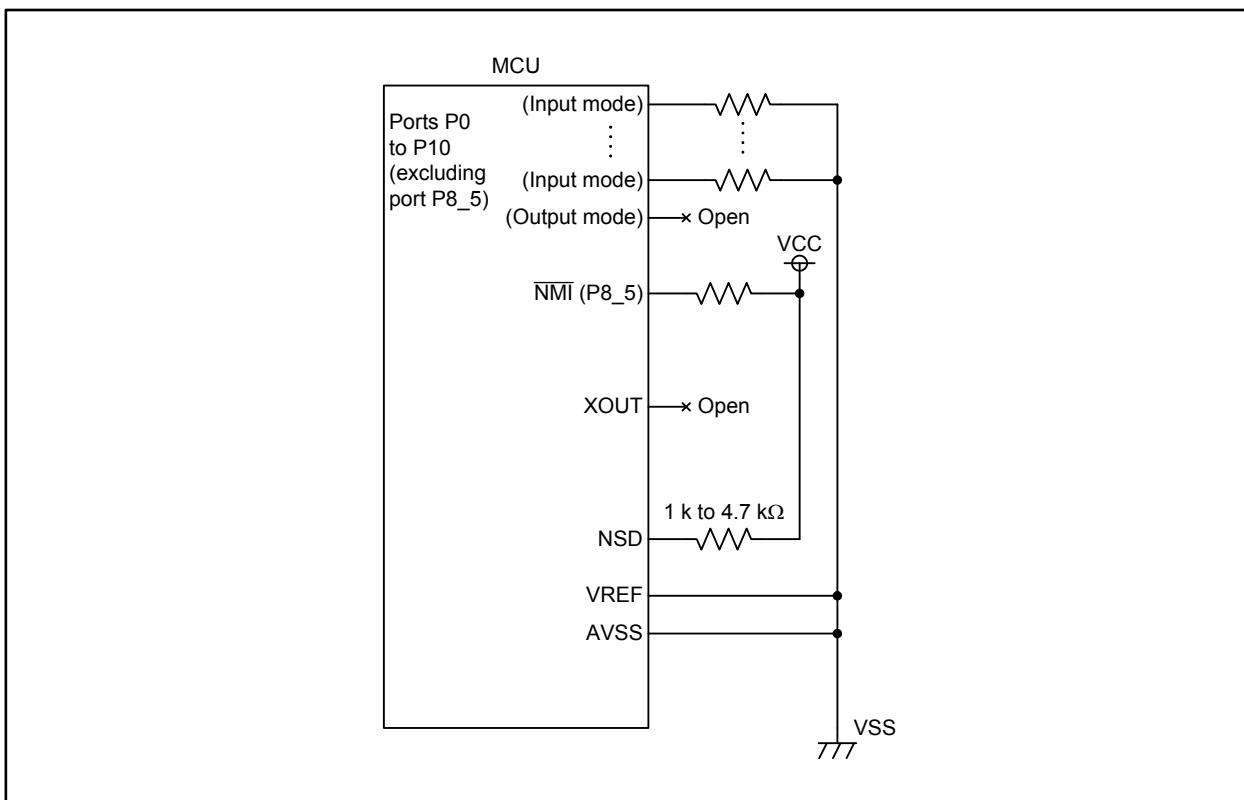 MCU
Ports P0
to P10
(excluding
port P8_5)
(Input mode)
(Input mode)
(Output mode)
Open
VCC
N̅M̅I̅ (P8_5)
XOUT
Open
1 k to 4.7 kΩ
NSD
VREF
AVSS
VSS